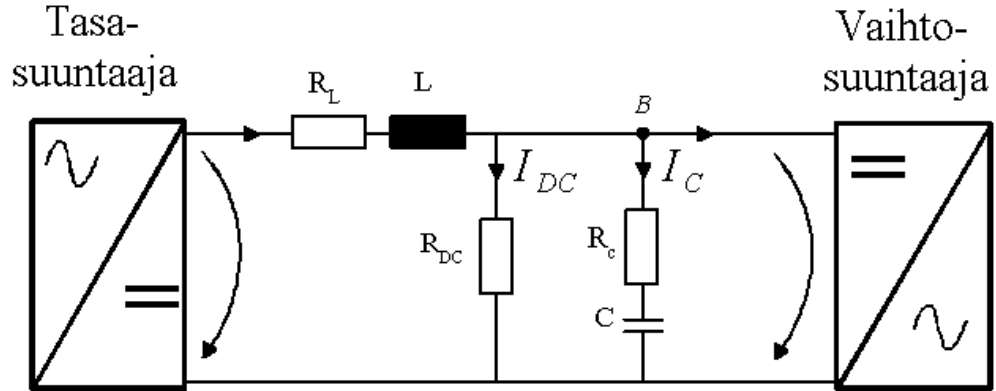 Tasa-
suuntaaja
Vaihto-
suuntaaja
R_L
L
B
I_DC
I_C
R_DC
R_c
C